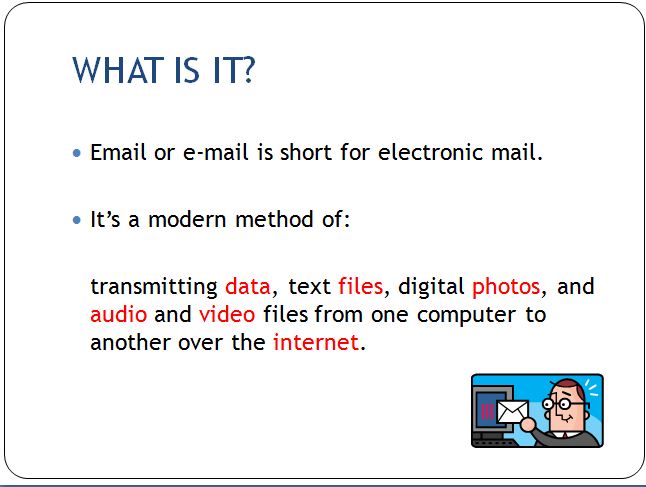 WHAT IS IT?
• Email or e-mail is short for electronic mail.
• It’s a modern method of:
transmitting data, text files, digital photos, and
audio and video files from one computer to
another over the internet.